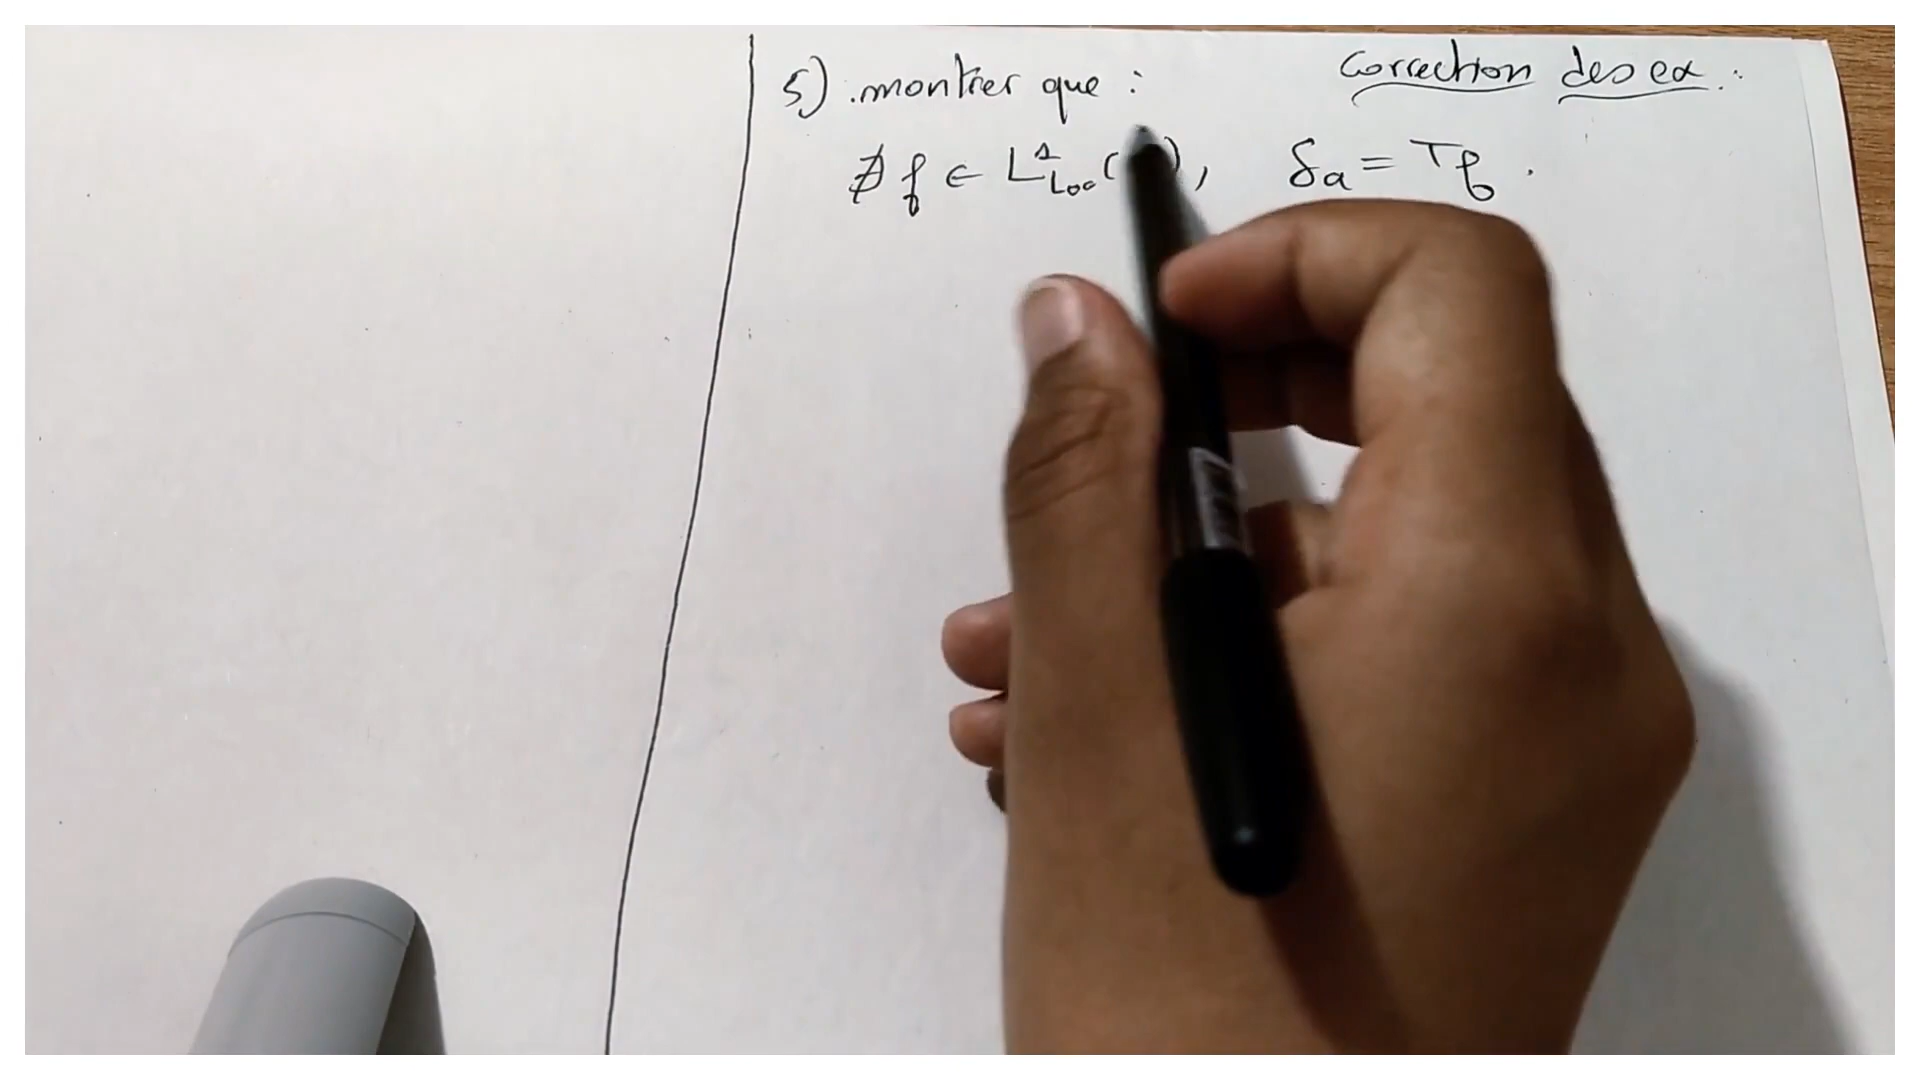 Correction des ex :
5) montrer que :
∄ f ∈ L¹Loc( ), δa = Tf .